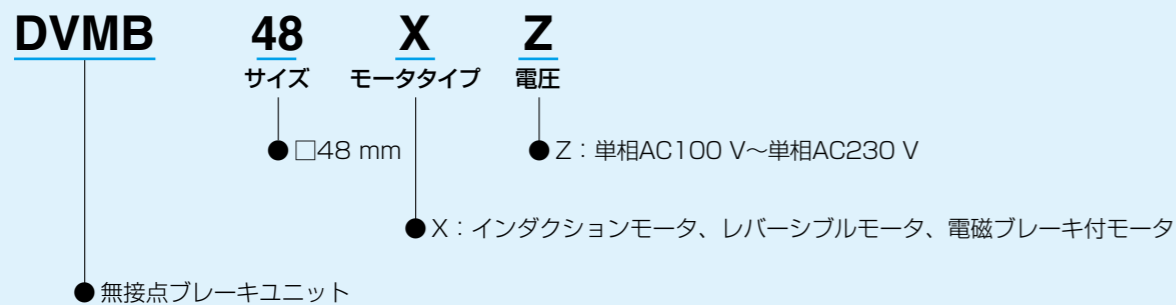 DVMB 48 X Z
サイズ モータタイプ 電圧
●□48 mm ●Z：単相AC100 V～単相AC230 V
●X：インダクションモータ、レバーシブルモータ、電磁ブレーキ付モータ
●無接点ブレーキユニット